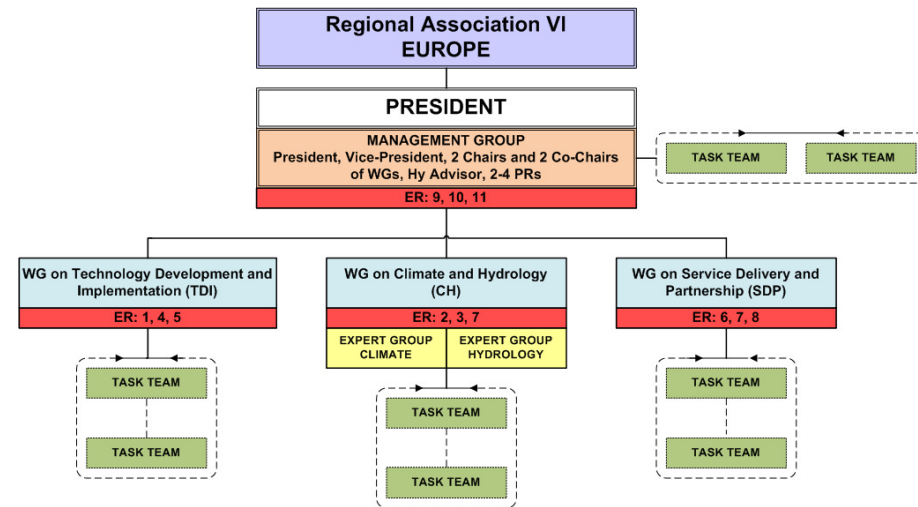 Regional Association VI
EUROPE
PRESIDENT
MANAGEMENT GROUP
President, Vice-President, 2 Chairs and 2 Co-Chairs
of WGs, Hy Advisor, 2-4 PRs
ER: 9, 10, 11
TASK TEAM
TASK TEAM
WG on Technology Development and
Implementation (TDI)
ER: 1, 4, 5
TASK TEAM
TASK TEAM
WG on Climate and Hydrology
(CH)
ER: 2, 3, 7
EXPERT GROUP
CLIMATE
EXPERT GROUP
HYDROLOGY
TASK TEAM
TASK TEAM
WG on Service Delivery and
Partnership (SDP)
ER: 6, 7, 8
TASK TEAM
TASK TEAM